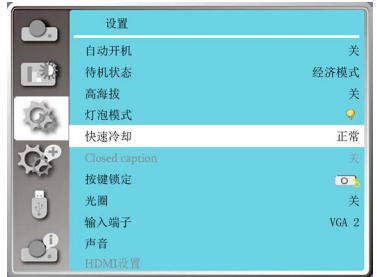 设置
自动开机 关
待机状态 经济模式
高海拔 关
灯泡模式
快速冷却 正常
Closed caption 关
按键锁定
光圈 关
输入端子 VGA 2
声音
HDMI设置